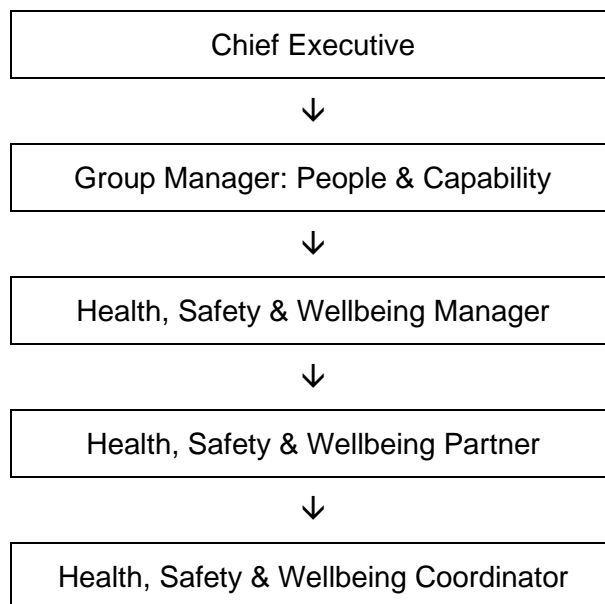 Chief Executive
↓
Group Manager: People & Capability
↓
Health, Safety & Wellbeing Manager
↓
Health, Safety & Wellbeing Partner
↓
Health, Safety & Wellbeing Coordinator